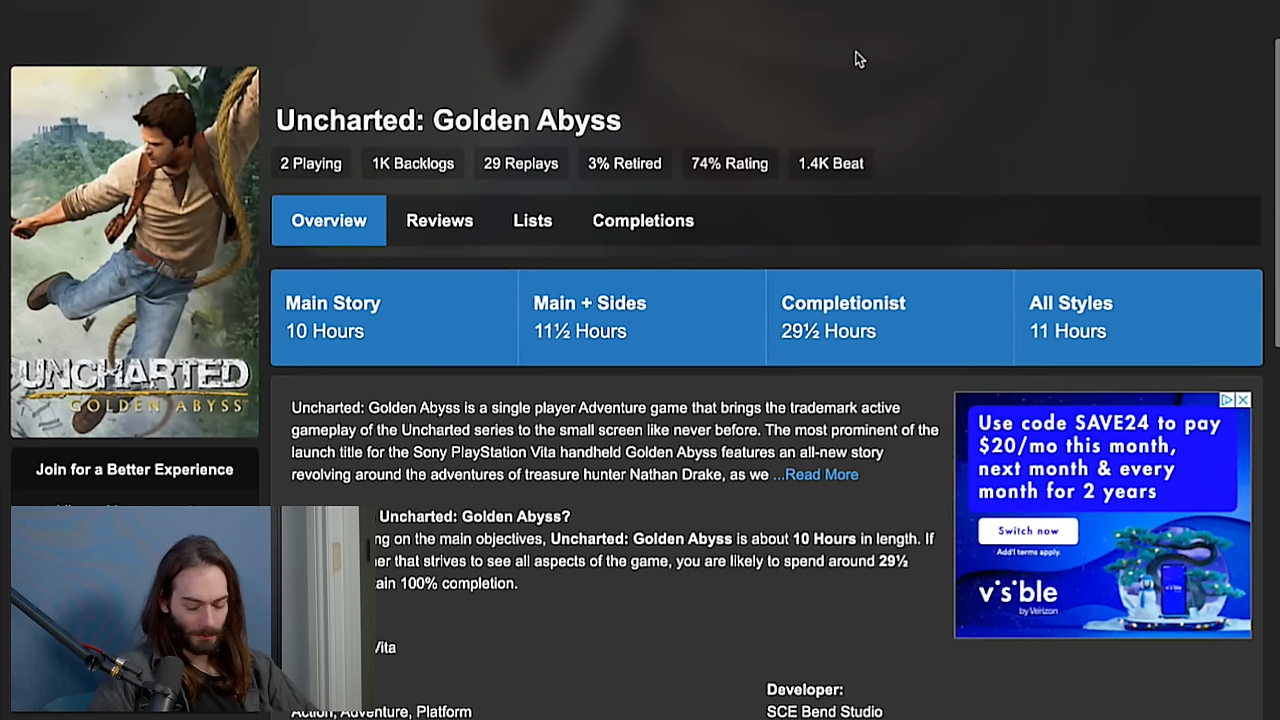 Uncharted: Golden Abyss
2 Playing
1K Backlogs
29 Replays
3% Retired
74% Rating
1.4K Beat
Overview
Reviews
Lists
Completions
Main Story
10 Hours
Main + Sides
11½ Hours
Completionist
29½ Hours
All Styles
11 Hours
UNCHARTED
GOLDEN ABYSS
Join for a Better Experience
Uncharted: Golden Abyss is a single player Adventure game that brings the trademark active
gameplay of the Uncharted series to the small screen like never before. The most prominent of the
launch title for the Sony PlayStation Vita handheld Golden Abyss features an all-new story
revolving around the adventures of treasure hunter Nathan Drake, as we ...Read More
Uncharted: Golden Abyss?
ng on the main objectives, Uncharted: Golden Abyss is about 10 Hours in length. If
er that strives to see all aspects of the game, you are likely to spend around 29½
ain 100% completion.
Vita
Action, Adventure, Platform
Developer:
SCE Bend Studio
Use code SAVE24 to pay
$20/mo this month,
next month & every
month for 2 years
Switch now
Add'l terms apply.
visible
by Verizon